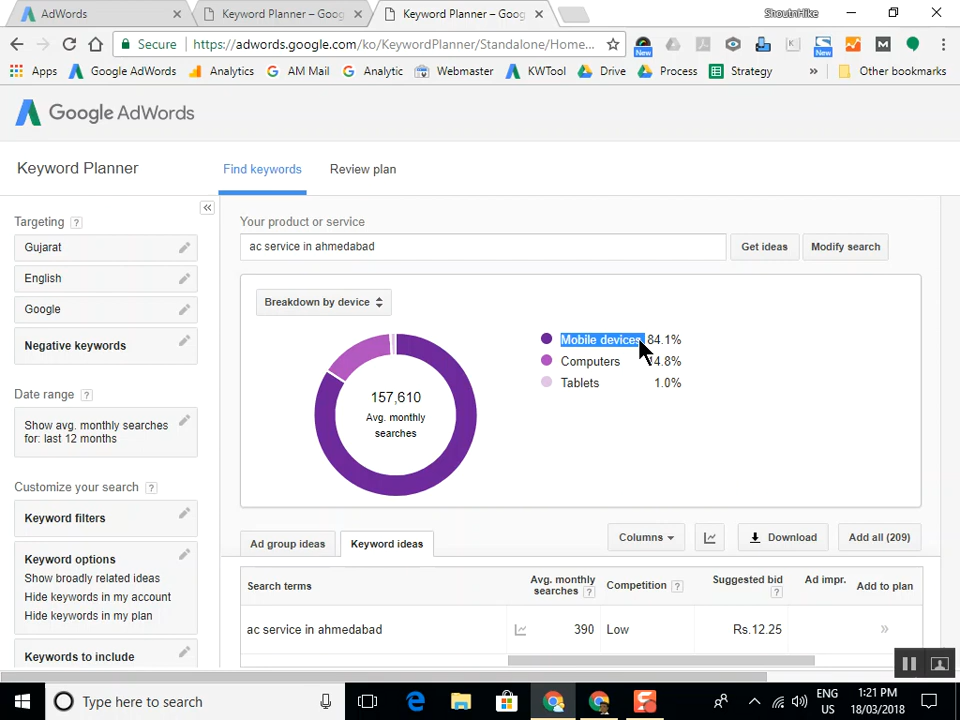 AdWords
Keyword Planner – Goog
Keyword Planner – Goog
ShoutnHike
Secure
https://adwords.google.com/ko/KeywordPlanner/Standalone/Home...
New
New
Apps
Google AdWords
Analytics
AM Mail
Analytic
Webmaster
KWTool
Drive
Process
Strategy
»
Other bookmarks
Google AdWords
Keyword Planner
Find keywords
Review plan
Targeting ?
Gujarat
English
Google
Negative keywords
Date range ?
Show avg. monthly searches
for: last 12 months
Customize your search ?
Keyword filters
Keyword options
Show broadly related ideas
Hide keywords in my account
Hide keywords in my plan
Keywords to include
«
Your product or service
ac service in ahmedabad
Get ideas
Modify search
Breakdown by device
157,610
Avg. monthly
searches
Mobile devices 84.1%
Computers 14.8%
Tablets 1.0%
Ad group ideas
Keyword ideas
Columns
Download
Add all (209)
Search terms
Avg. monthly
searches ?
Competition ?
Suggested bid
?
Ad impr.
Add to plan
ac service in ahmedabad
390
Low
Rs.12.25
»
Type here to search
ENG
US
1:21 PM
18/03/2018